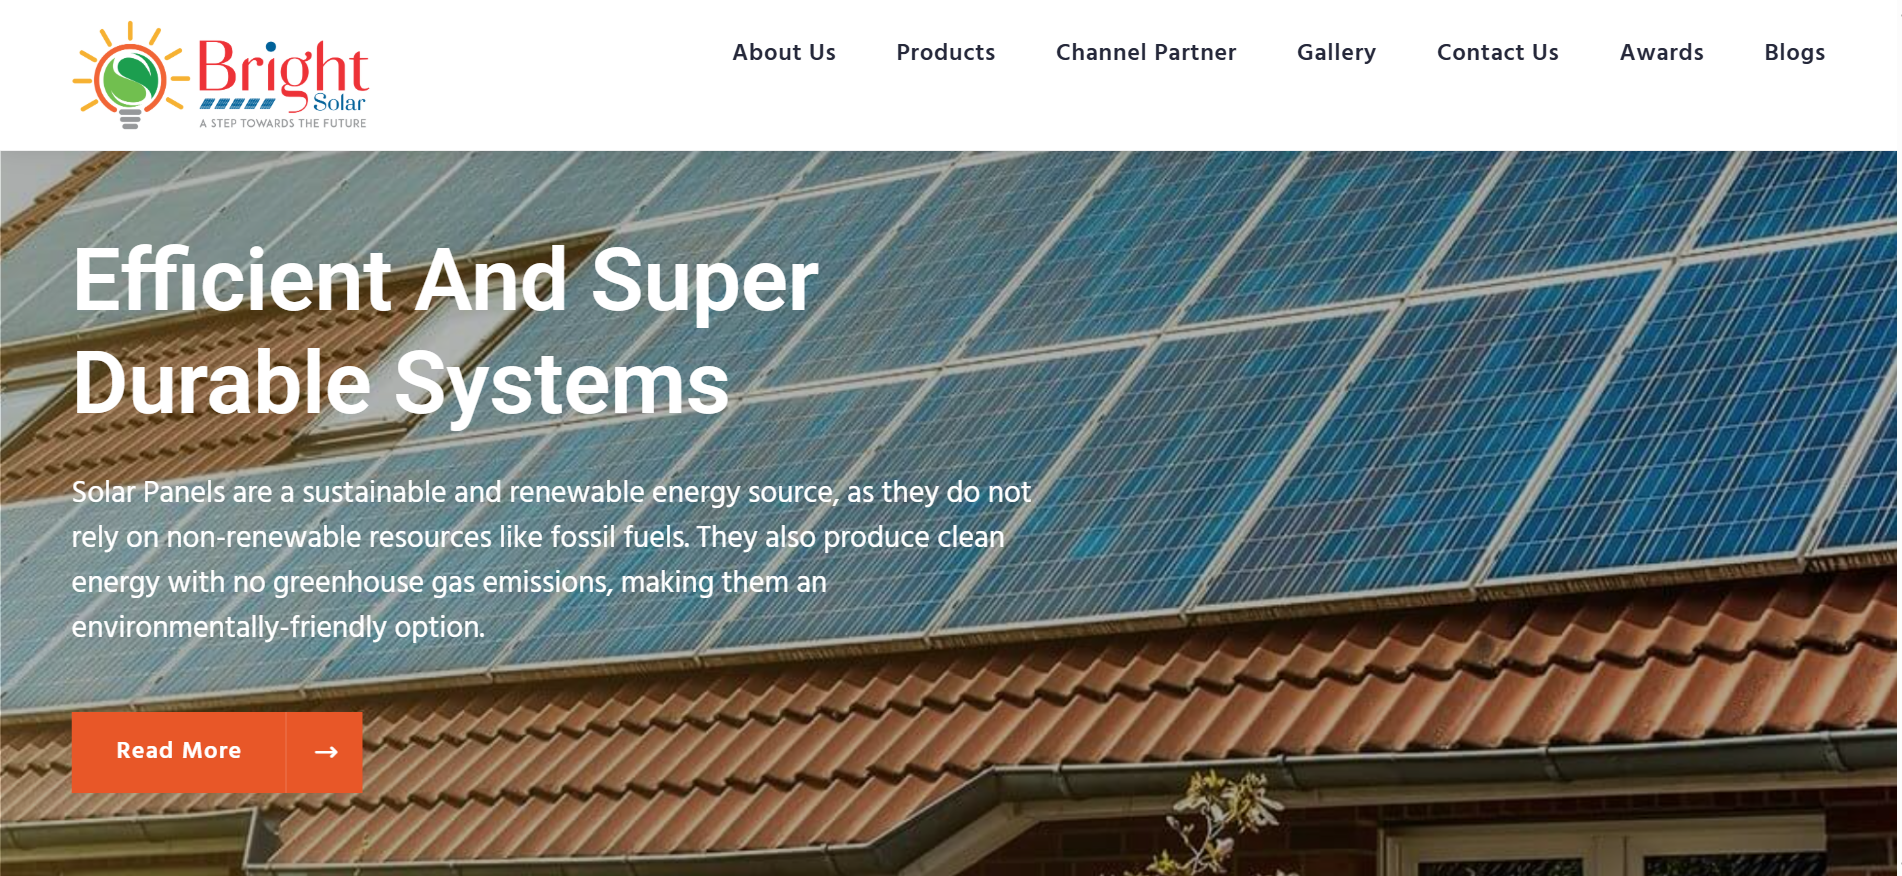 Bright
Solar
A STEP TOWARDS THE FUTURE
About Us
Products
Channel Partner
Gallery
Contact Us
Awards
Blogs
Efficient And Super
Durable Systems
Solar Panels are a sustainable and renewable energy source, as they do not
rely on non-renewable resources like fossil fuels. They also produce clean
energy with no greenhouse gas emissions, making them an
environmentally-friendly option.
Read More